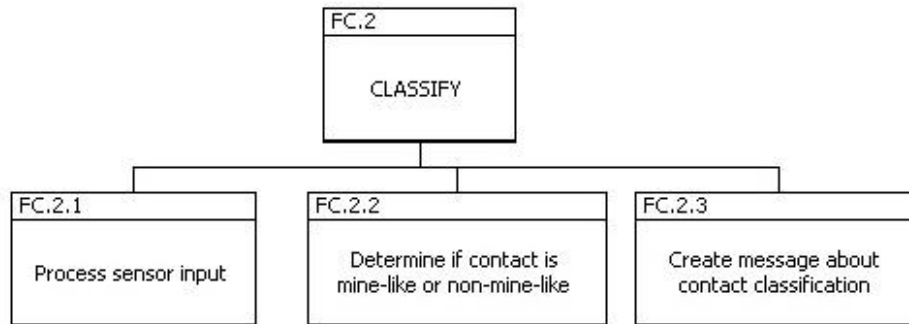 FC.2
CLASSIFY
FC.2.1
Process sensor input
FC.2.2
Determine if contact is
mine-like or non-mine-like
FC.2.3
Create message about
contact classification